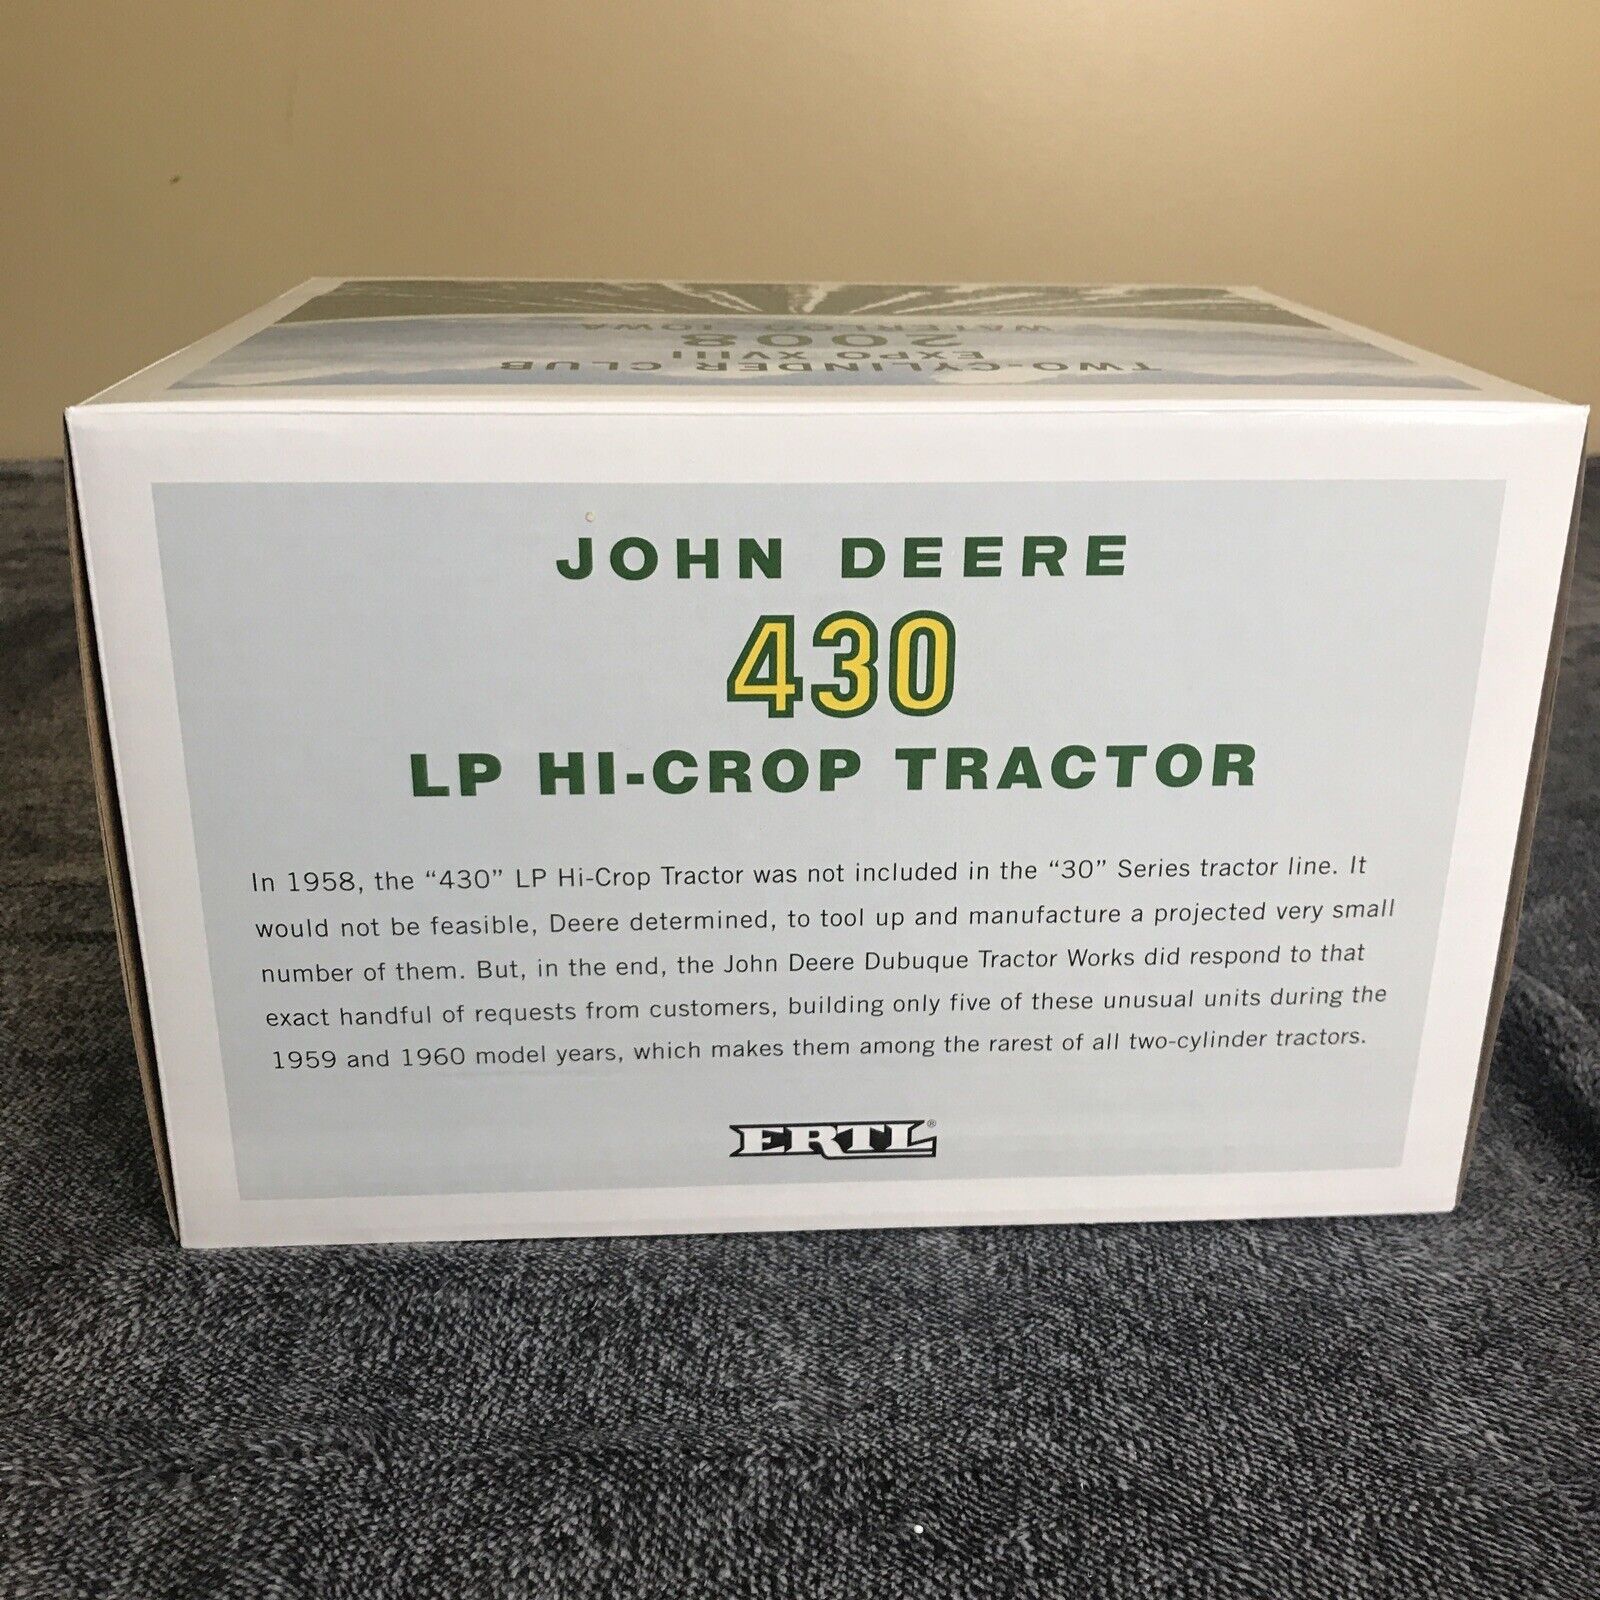 TWO-CYLINDER CLUB
EXPO XVIII
2008
WATERLOO, IOWA
JOHN DEERE
430
LP HI-CROP TRACTOR
In 1958, the “430” LP Hi-Crop Tractor was not included in the “30” Series tractor line. It
would not be feasible, Deere determined, to tool up and manufacture a projected very small
number of them. But, in the end, the John Deere Dubuque Tractor Works did respond to that
exact handful of requests from customers, building only five of these unusual units during the
1959 and 1960 model years, which makes them among the rarest of all two-cylinder tractors.
ERTL®